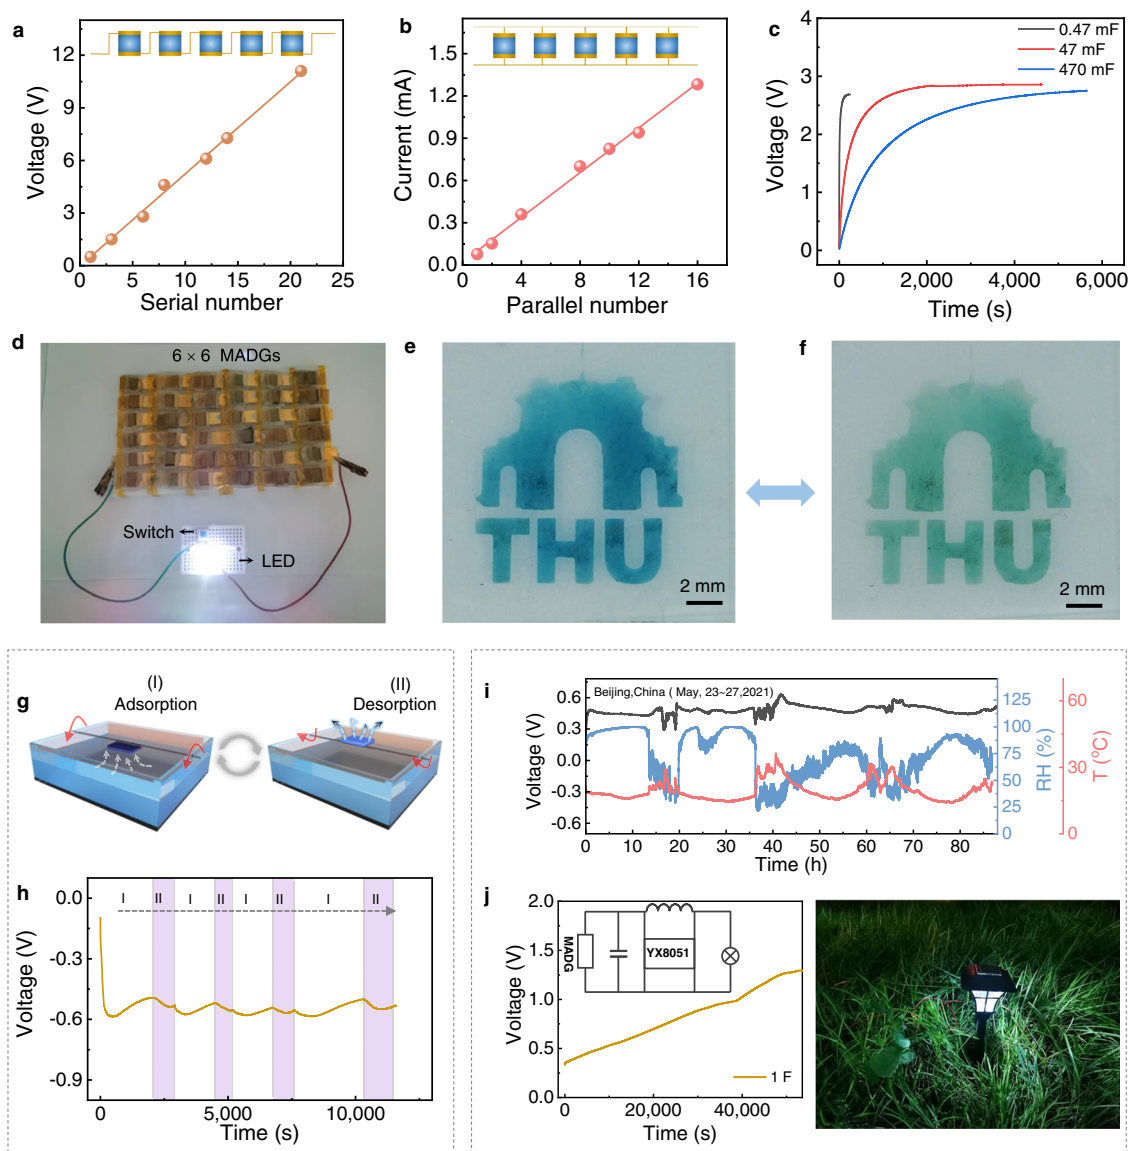 a
Voltage (V)
12
9
6
3
0
0 5 10 15 20 25
Serial number
b
Current (mA)
1.5
1.2
0.9
0.6
0.3
0.0
0 4 8 12 16
Parallel number
c
Voltage (V)
4
3
2
1
0
0.47 mF
47 mF
470 mF
0 2,000 4,000 6,000
Time (s)
d
6 × 6 MADGs
Switch
LED
e
THU
2 mm
f
THU
2 mm
g
(I)
Adsorption
(II)
Desorption
h
Voltage (V)
0.0
-0.3
-0.6
-0.9
I II I II I II I II
0 5,000 10,000
Time (s)
i
Beijing,China ( May, 23~27,2021)
Voltage (V)
0.6
0.3
0.0
-0.3
-0.6
0 10 20 30 40 50 60 70 80
Time (h)
125
100
75
50
25
0
RH (%)
60
30
0
T (⁰C)
j
Voltage (V)
2.0
1.5
1.0
0.5
0.0
MADG
YX8051
1 F
0 20,000 40,000
Time (s)